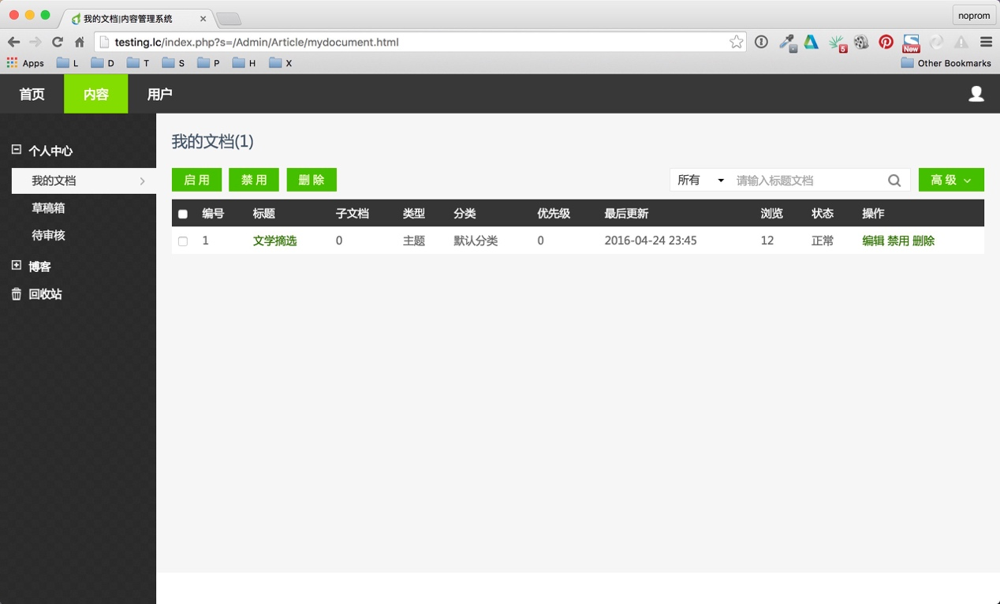 我的文档|内容管理系统
noprom
testing.lc/index.php?s=/Admin/Article/mydocument.html
5
New
Apps L D T S P H X Other Bookmarks
首页 内容 用户
个人中心
我的文档
草稿箱
待审核
博客
回收站
我的文档(1)
启 用 禁 用 删 除 所有 请输入标题文档 高 级
编号 标题 子文档 类型 分类 优先级 最后更新 浏览 状态 操作
1 文学摘选 0 主题 默认分类 0 2016-04-24 23:45 12 正常 编辑 禁用 删除